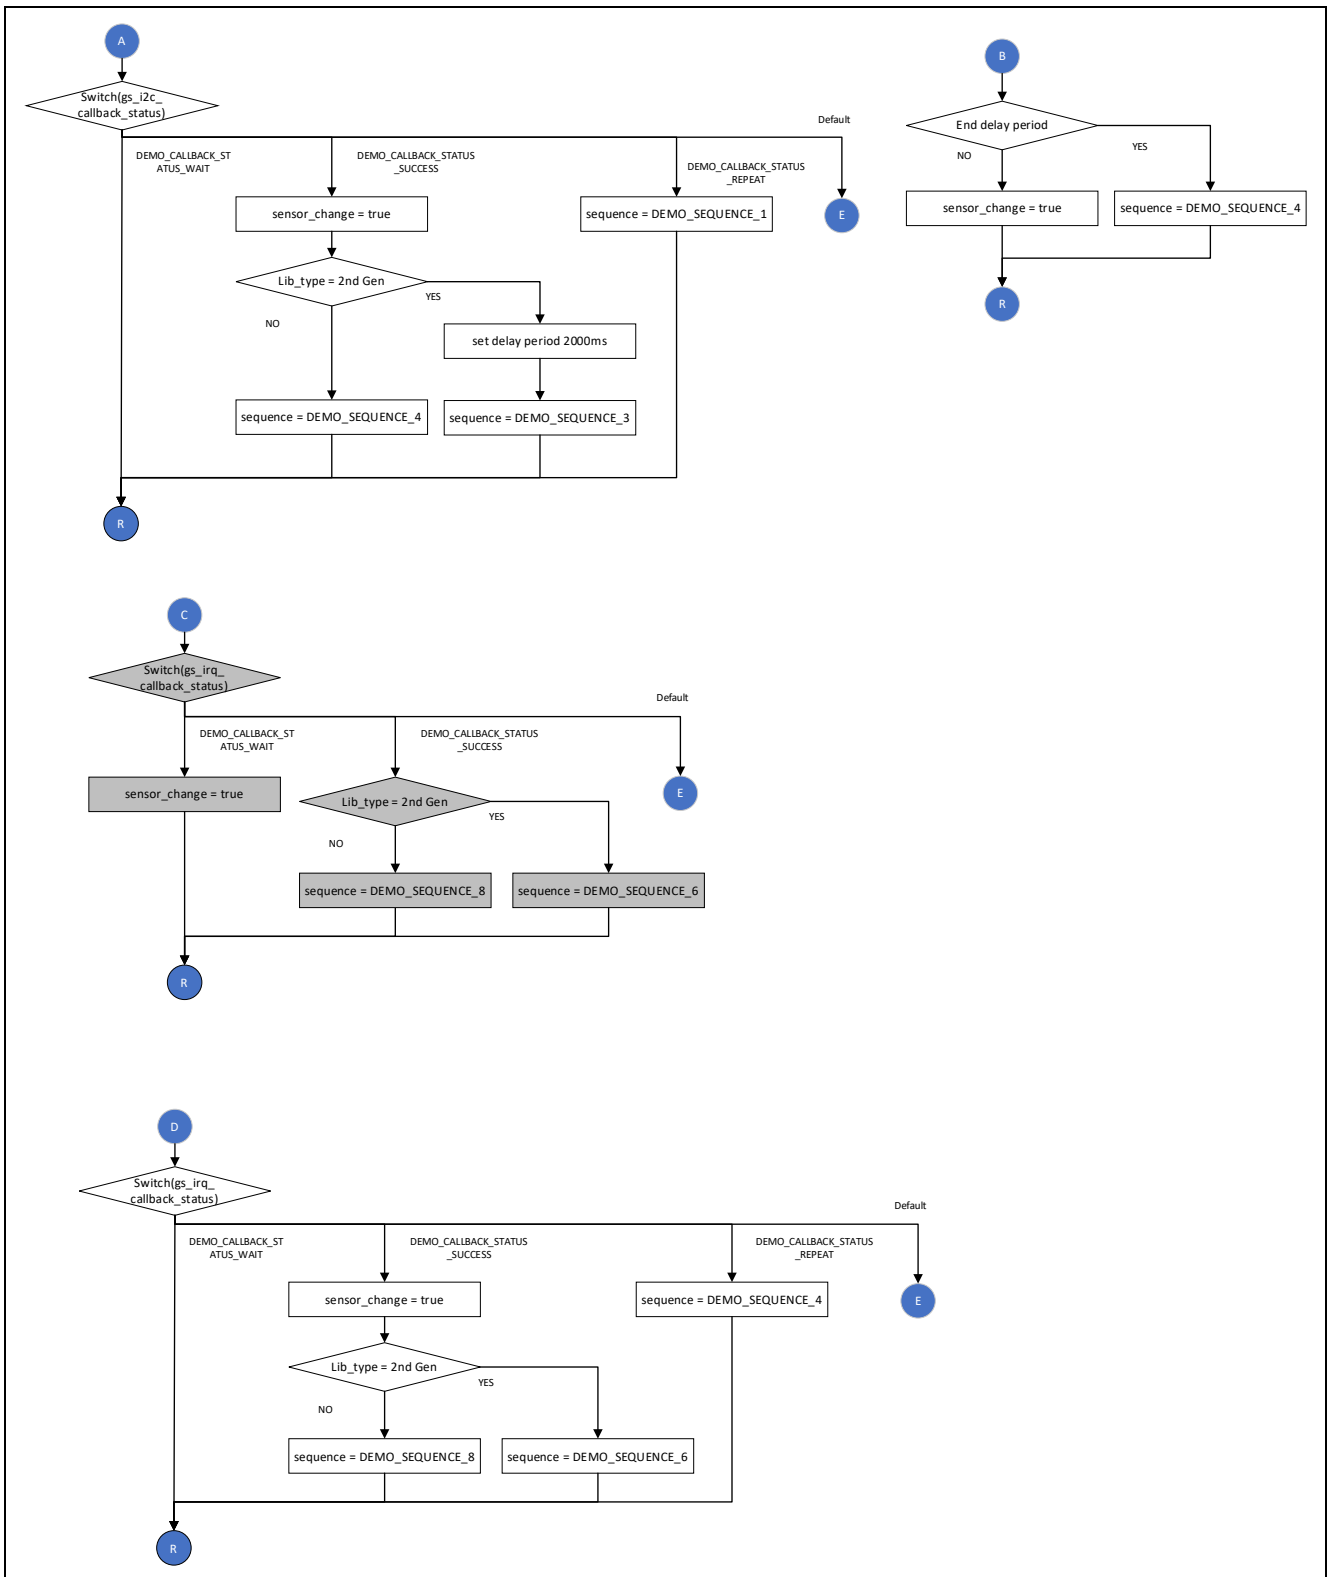 A
Switch(gs_i2c_
callback_status)
Default
DEMO_CALLBACK_ST
ATUS_WAIT
DEMO_CALLBACK_STATUS
_SUCCESS
DEMO_CALLBACK_STATUS
_REPEAT
sensor_change = true
sequence = DEMO_SEQUENCE_1
E
Lib_type = 2nd Gen
YES
NO
set delay period 2000ms
sequence = DEMO_SEQUENCE_4
sequence = DEMO_SEQUENCE_3
R
B
End delay period
YES
NO
sensor_change = true
sequence = DEMO_SEQUENCE_4
R
C
Switch(gs_irq_
callback_status)
Default
DEMO_CALLBACK_ST
ATUS_WAIT
DEMO_CALLBACK_STATUS
_SUCCESS
sensor_change = true
Lib_type = 2nd Gen
E
YES
NO
sequence = DEMO_SEQUENCE_8
sequence = DEMO_SEQUENCE_6
R
D
Switch(gs_irq_
callback_status)
Default
DEMO_CALLBACK_ST
ATUS_WAIT
DEMO_CALLBACK_STATUS
_SUCCESS
DEMO_CALLBACK_STATUS
_REPEAT
sensor_change = true
sequence = DEMO_SEQUENCE_4
E
Lib_type = 2nd Gen
YES
NO
sequence = DEMO_SEQUENCE_8
sequence = DEMO_SEQUENCE_6
R